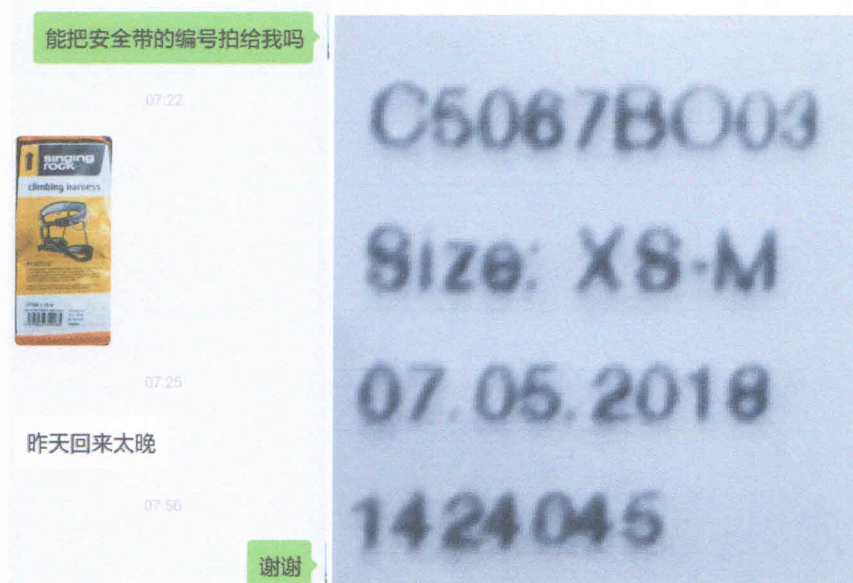 能把安全带的编号拍给我吗
07:22
singing
rock
climbing harness
07:25
昨天回来太晚
07:56
谢谢
C5067BO03
Size: XS-M
07.05.2018
1424045